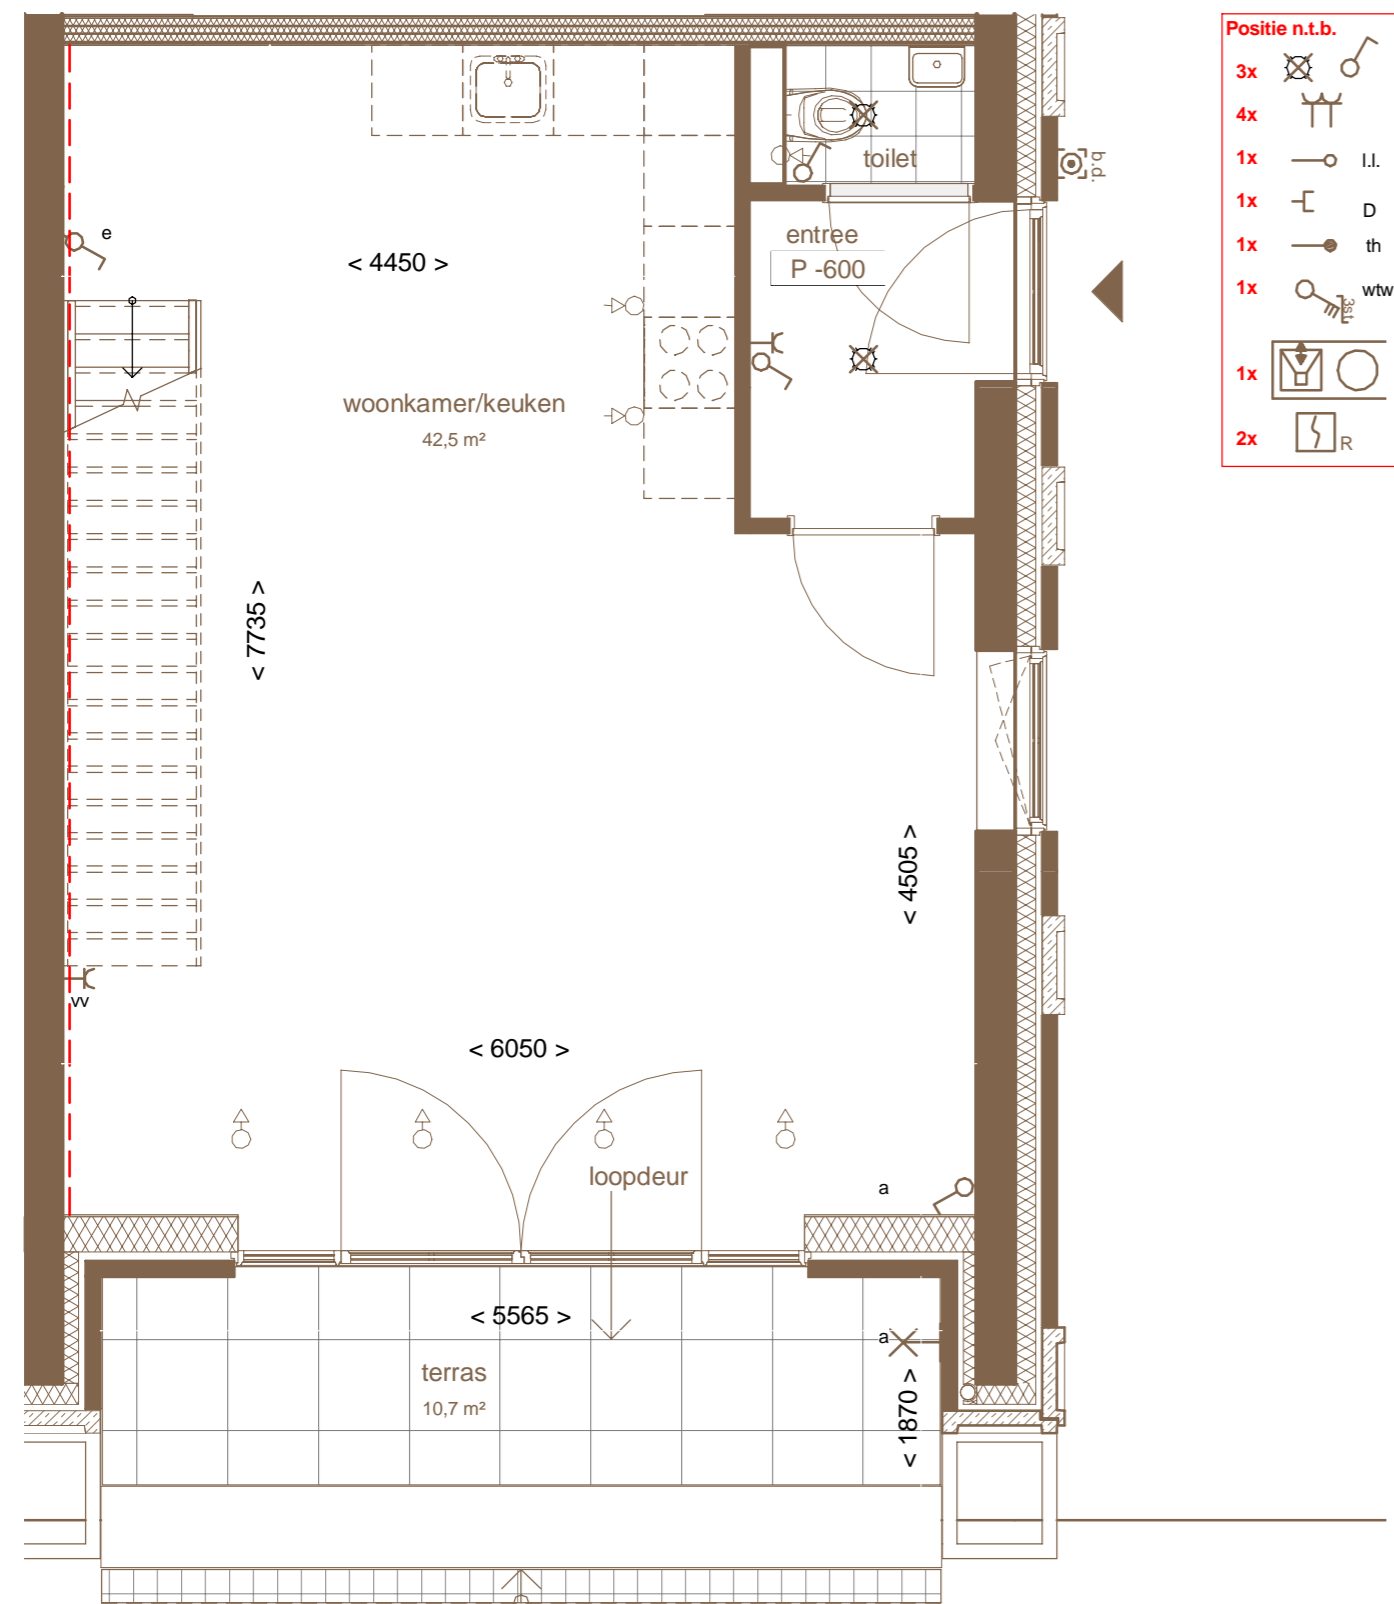 Positie n.t.b.
3x
4x
1x l.l.
1x D
1x th
1x 3st wtw
1x
2x R
toilet
b.d.
entree
P -600
e
< 4450 >
woonkamer/keuken
42,5 m²
< 7735 >
< 4505 >
vv
< 6050 >
loopdeur
a
< 5565 >
a
terras
10,7 m²
< 1870 >